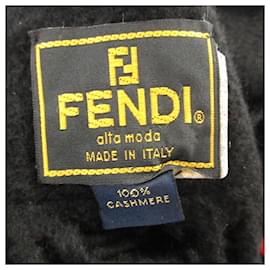 FF
FENDI®
alta moda
MADE IN ITALY
100%
CASHMERE